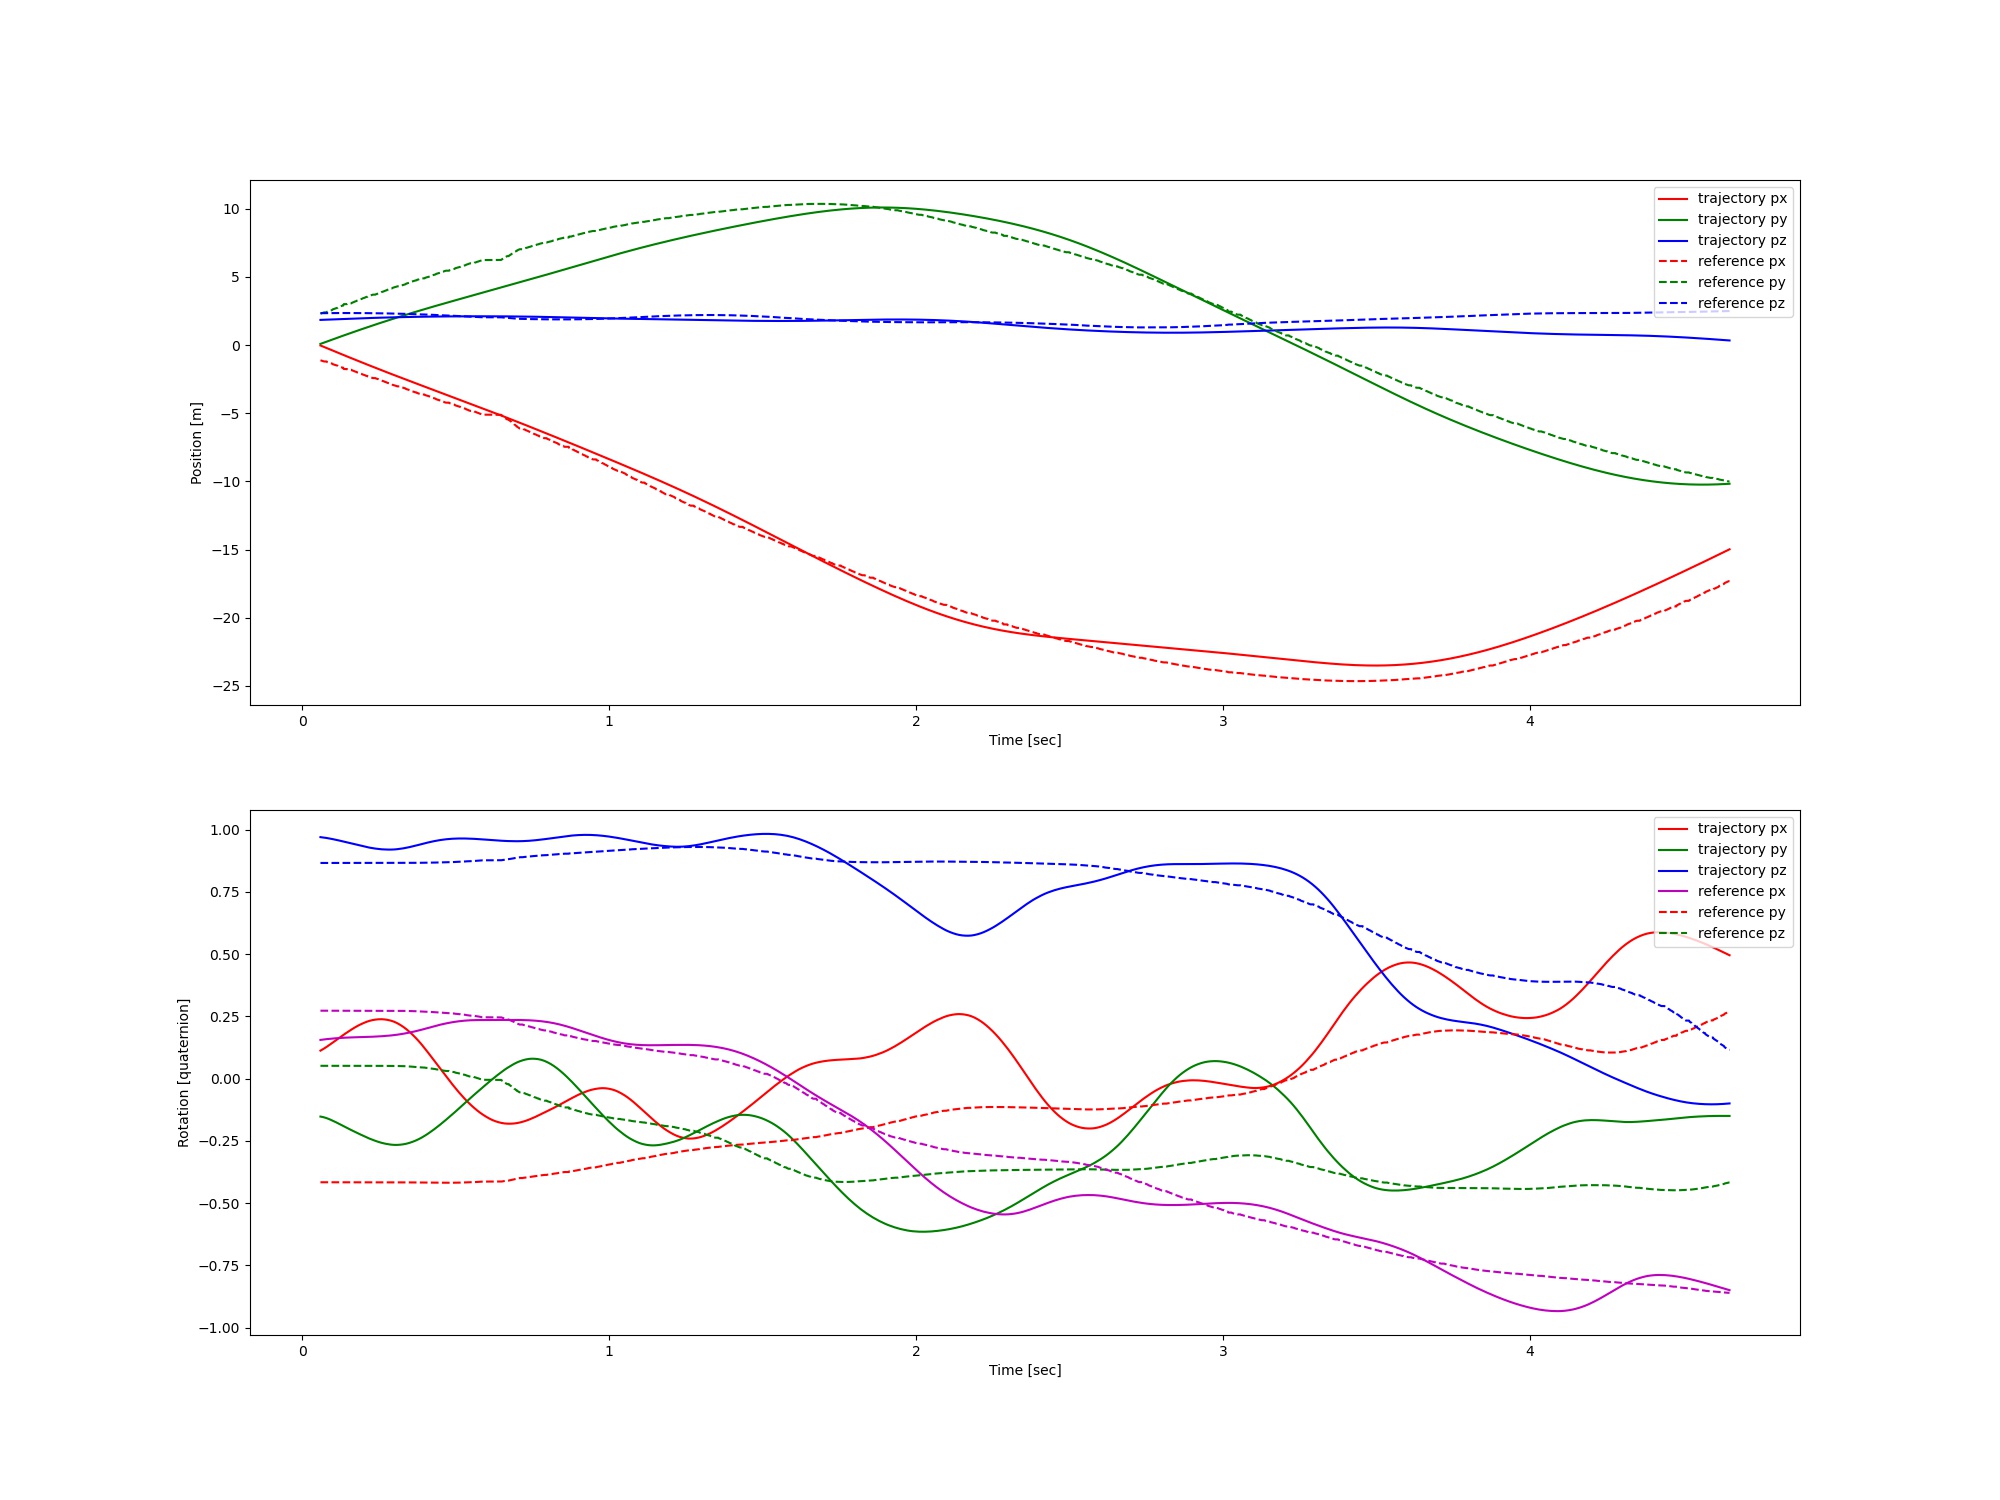 10
5
0
−5
−10
−15
−20
−25
Position [m]
trajectory px
trajectory py
trajectory pz
reference px
reference py
reference pz
0 1 2 3 4
Time [sec]
1.00
0.75
0.50
0.25
0.00
−0.25
−0.50
−0.75
−1.00
Rotation [quaternion]
trajectory px
trajectory py
trajectory pz
reference px
reference py
reference pz
0 1 2 3 4
Time [sec]